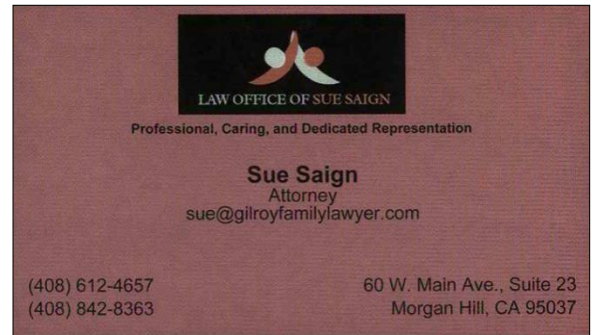 LAW OFFICE OF SUE SAIGN
Professional, Caring, and Dedicated Representation
Sue Saign
Attorney
sue@gilroyfamilylawyer.com
(408) 612-4657
60 W. Main Ave., Suite 23
(408) 842-8363
Morgan Hill, CA 95037